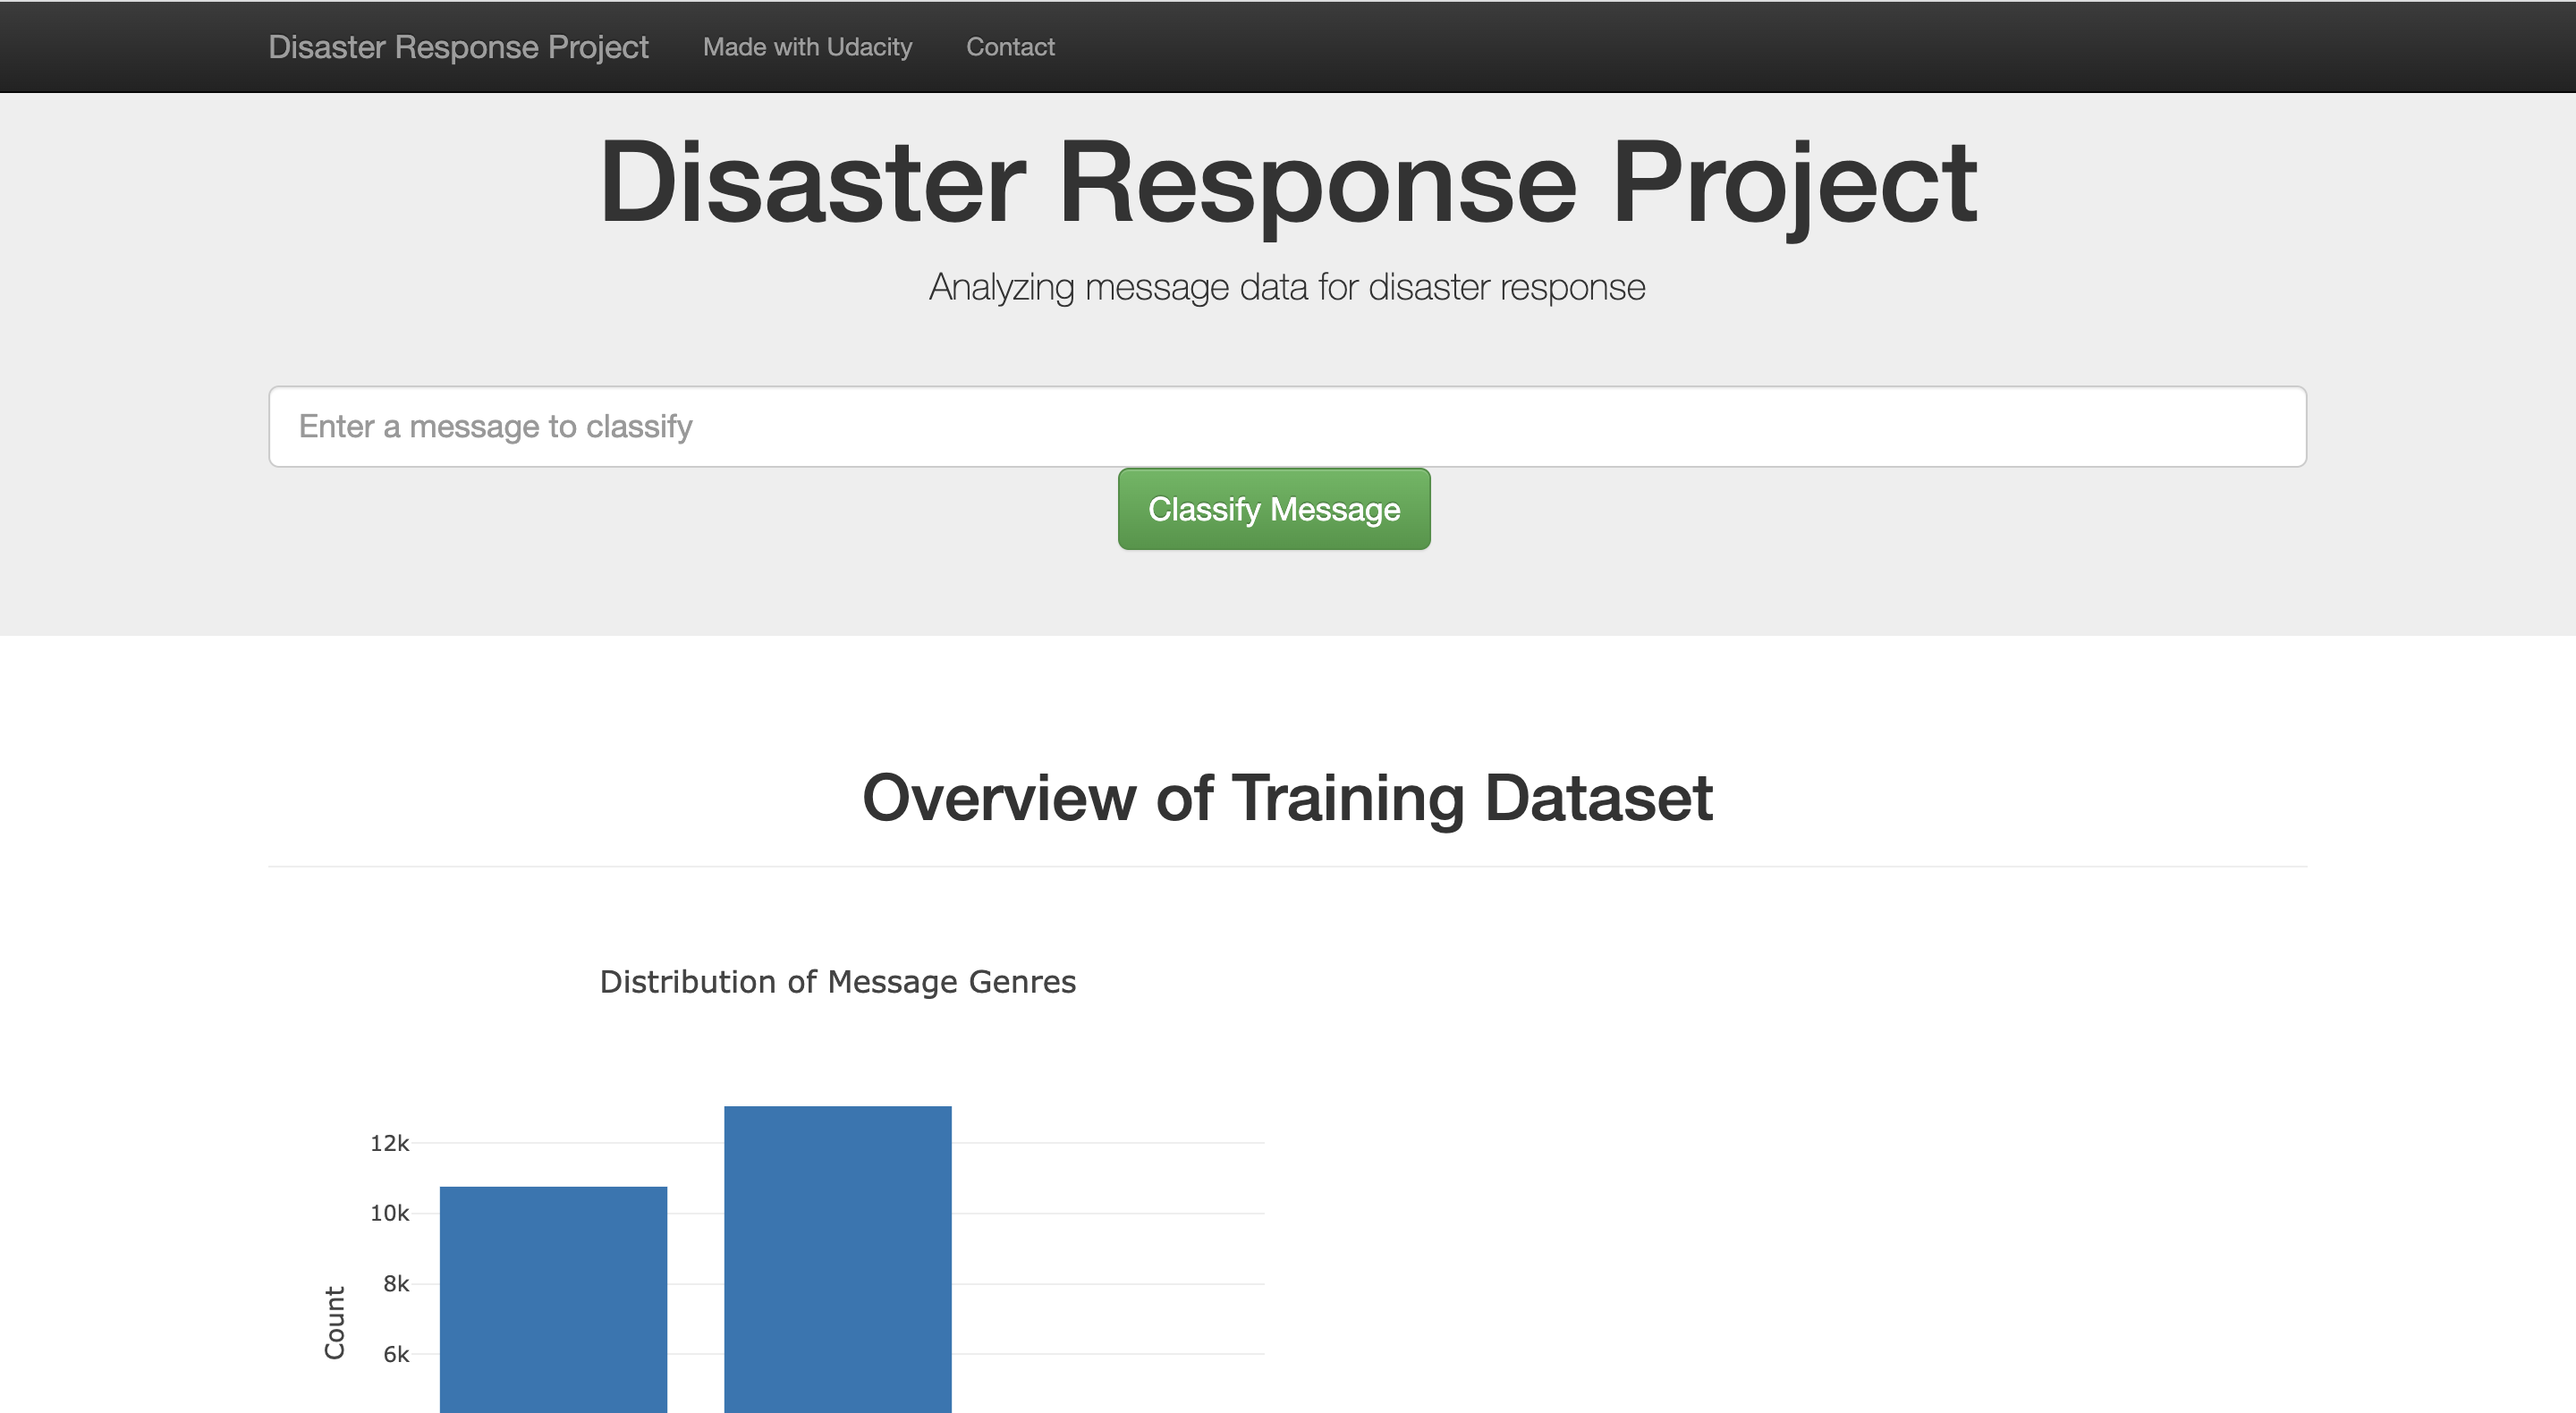 Disaster Response Project Made with Udacity Contact
Disaster Response Project
Analyzing message data for disaster response
Enter a message to classify
Classify Message
Overview of Training Dataset
Distribution of Message Genres
12k
10k
8k
6k
Count